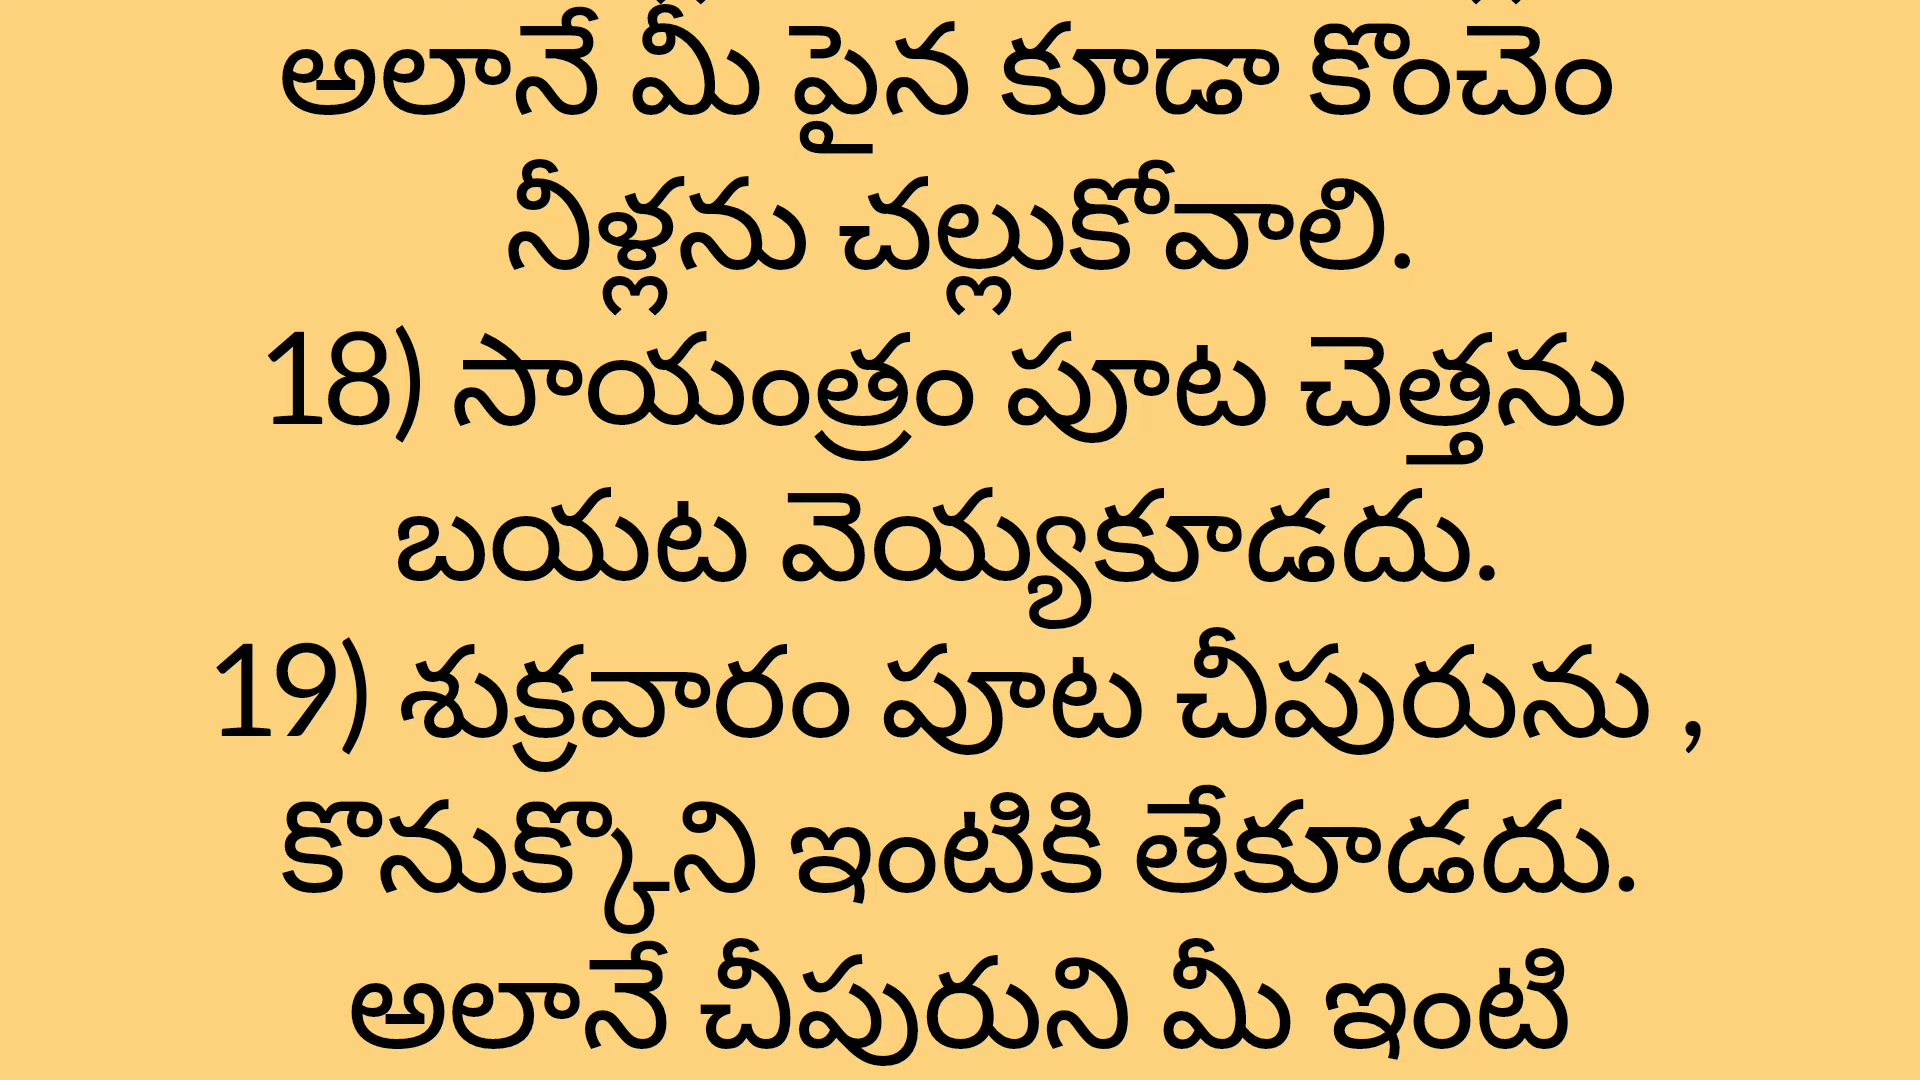 అలానే మీ పైన కూడా కొంచెం
నీళ్లను చల్లుకోవాలి.
18) సాయంత్రం పూట చెత్తను
బయట వెయ్యకూడదు.
19) శుక్రవారం పూట చీపురును ,
కొనుక్కొని ఇంటికి తేకూడదు.
అలానే చీపురుని మీ ఇంటి